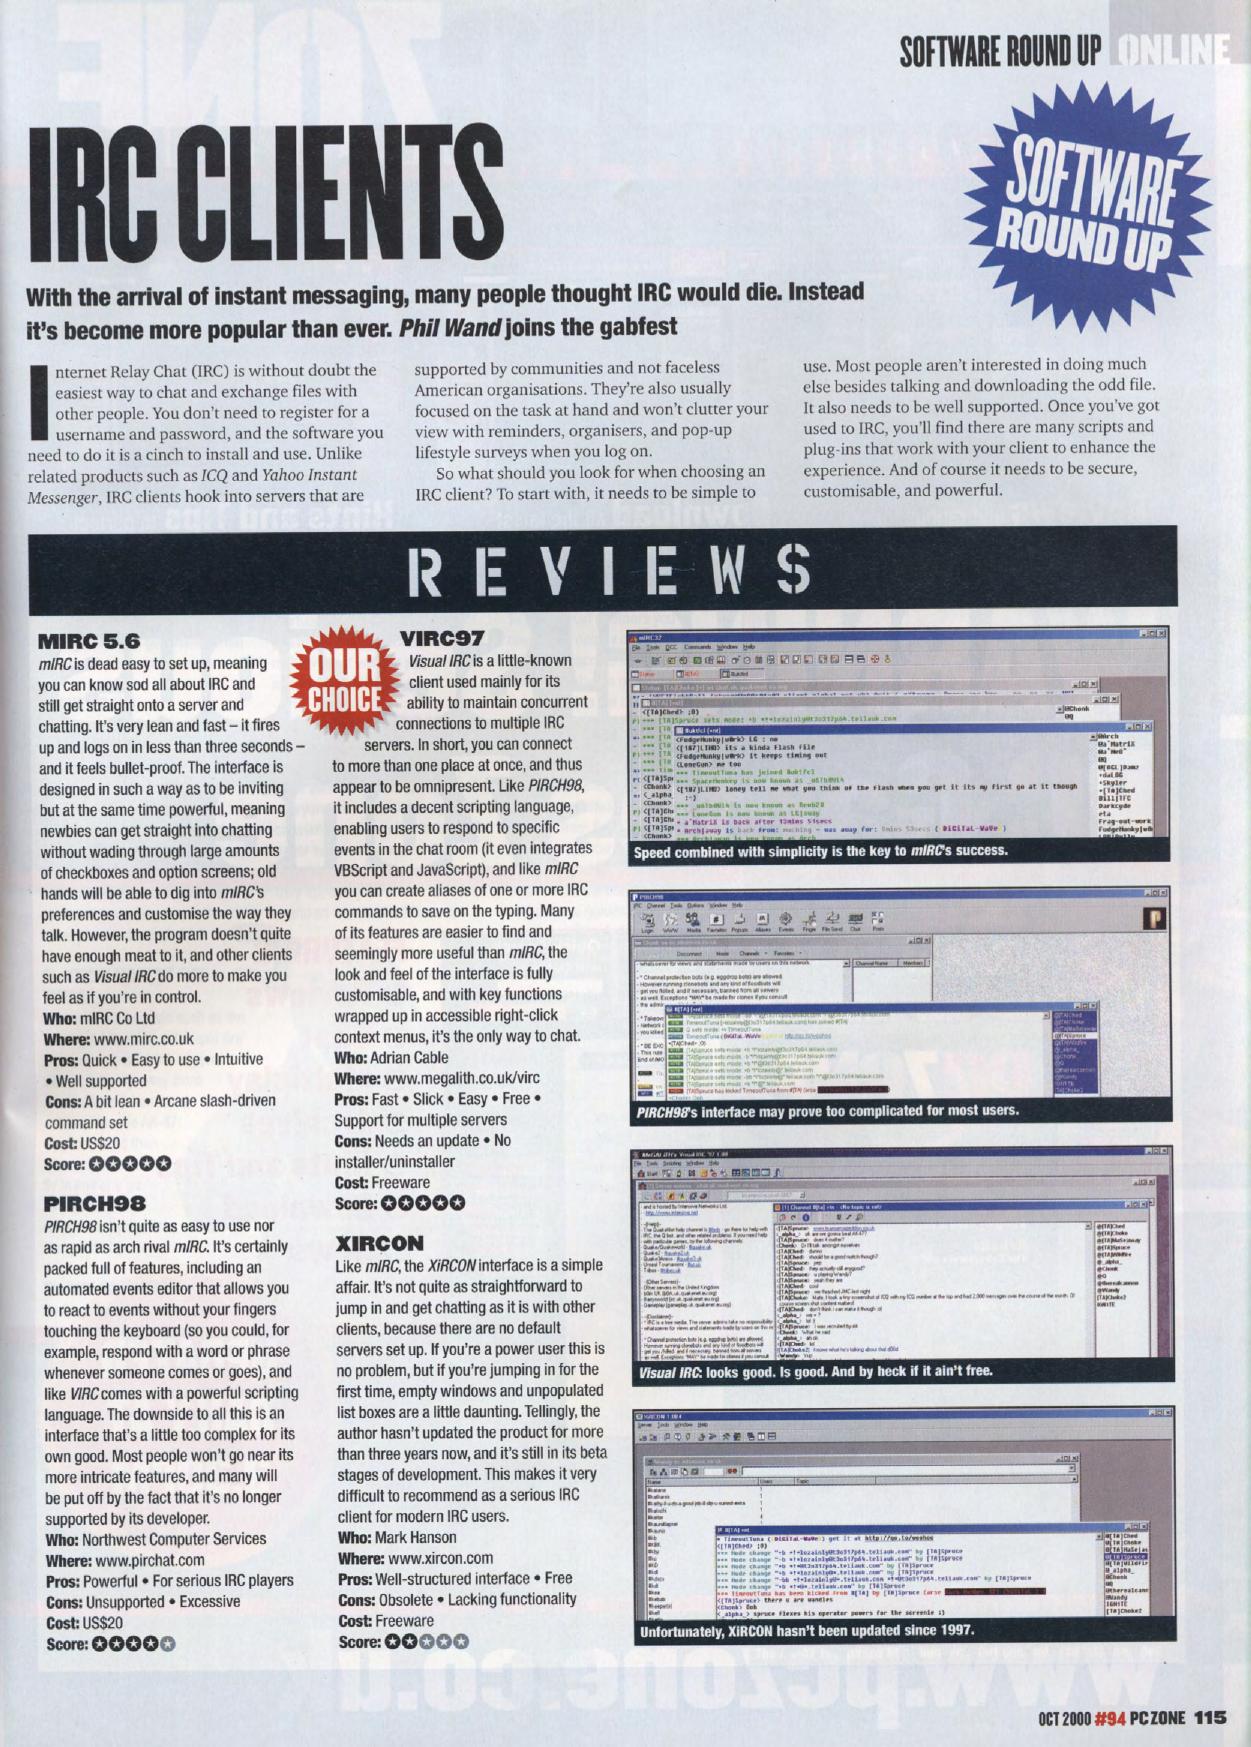 SOFTWARE ROUND UP ONLINE
IRC CLIENTS
SOFTWARE
ROUND UP
With the arrival of instant messaging, many people thought IRC would die. Instead
it's become more popular than ever. Phil Wand joins the gabfest
Internet Relay Chat (IRC) is without doubt the
easiest way to chat and exchange files with
other people. You don't need to register for a
username and password, and the software you
need to do it is a cinch to install and use. Unlike
related products such as ICQ and Yahoo Instant
Messenger, IRC clients hook into servers that are
supported by communities and not faceless
American organisations. They're also usually
focused on the task at hand and won't clutter your
view with reminders, organisers, and pop-up
lifestyle surveys when you log on.
So what should you look for when choosing an
IRC client? To start with, it needs to be simple to
use. Most people aren't interested in doing much
else besides talking and downloading the odd file.
It also needs to be well supported. Once you've got
used to IRC, you'll find there are many scripts and
plug-ins that work with your client to enhance the
experience. And of course it needs to be secure,
customisable, and powerful.
REVIEWS
MIRC 5.6
mIRC is dead easy to set up, meaning
you can know sod all about IRC and
still get straight onto a server and
chatting. It's very lean and fast – it fires
up and logs on in less than three seconds –
and it feels bullet-proof. The interface is
designed in such a way as to be inviting
but at the same time powerful, meaning
newbies can get straight into chatting
without wading through large amounts
of checkboxes and option screens; old
hands will be able to dig into mIRC's
preferences and customise the way they
talk. However, the program doesn't quite
have enough meat to it, and other clients
such as Visual IRC do more to make you
feel as if you're in control.
Who: mIRC Co Ltd
Where: www.mirc.co.uk
Pros: Quick • Easy to use • Intuitive
• Well supported
Cons: A bit lean • Arcane slash-driven
command set
Cost: US$20
Score:
PIRCH98
PIRCH98 isn't quite as easy to use nor
as rapid as arch rival mIRC. It's certainly
packed full of features, including an
automated events editor that allows you
to react to events without your fingers
touching the keyboard (so you could, for
example, respond with a word or phrase
whenever someone comes or goes), and
like VIRC comes with a powerful scripting
language. The downside to all this is an
interface that's a little too complex for its
own good. Most people won't go near its
more intricate features, and many will
be put off by the fact that it's no longer
supported by its developer.
Who: Northwest Computer Services
Where: www.pirchat.com
Pros: Powerful • For serious IRC players
Cons: Unsupported • Excessive
Cost: US$20
Score:
OUR
CHOICE
VIRC97
Visual IRC is a little-known
client used mainly for its
ability to maintain concurrent
connections to multiple IRC
servers. In short, you can connect
to more than one place at once, and thus
appear to be omnipresent. Like PIRCH98,
it includes a decent scripting language,
enabling users to respond to specific
events in the chat room (it even integrates
VBScript and JavaScript), and like mIRC
you can create aliases of one or more IRC
commands to save on the typing. Many
of its features are easier to find and
seemingly more useful than mIRC, the
look and feel of the interface is fully
customisable, and with key functions
wrapped up in accessible right-click
context menus, it's the only way to chat.
Who: Adrian Cable
Where: www.megalith.co.uk/virc
Pros: Fast • Slick • Easy • Free •
Support for multiple servers
Cons: Needs an update • No
installer/uninstaller
Cost: Freeware
Score:
XIRCON
Like mIRC, the XiRCON interface is a simple
affair. It's not quite as straightforward to
jump in and get chatting as it is with other
clients, because there are no default
servers set up. If you're a power user this is
no problem, but if you're jumping in for the
first time, empty windows and unpopulated
list boxes are a little daunting. Tellingly, the
author hasn't updated the product for more
than three years now, and it's still in its beta
stages of development. This makes it very
difficult to recommend as a serious IRC
client for modern IRC users.
Who: Mark Hanson
Where: www.xircon.com
Pros: Well-structured interface • Free
Cons: Obsolete • Lacking functionality
Cost: Freeware
Score:
mIRC32
File Tools DCC Commands Window Help
Speed combined with simplicity is the key to mIRC's success.
PIRCH98
IRC Channel Tools Options Window Help
PIRCH98's interface may prove too complicated for most users.
Visual IRC: looks good. Is good. And by heck if it ain't free.
Unfortunately, XiRCON hasn't been updated since 1997.
OCT 2000 #94 PCZONE 115